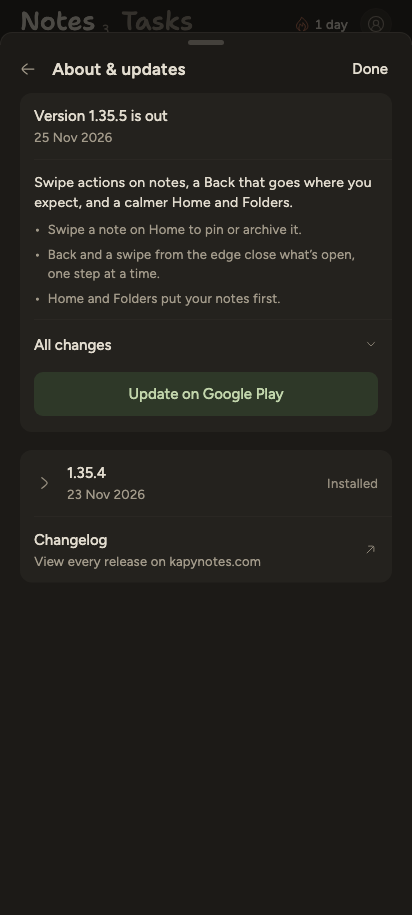 Notes 3 Tasks
1 day
About & updates
Done
Version 1.35.5 is out
25 Nov 2026
Swipe actions on notes, a Back that goes where you
expect, and a calmer Home and Folders.
• Swipe a note on Home to pin or archive it.
• Back and a swipe from the edge close what's open,
one step at a time.
• Home and Folders put your notes first.
All changes
Update on Google Play
1.35.4
23 Nov 2026
Installed
Changelog
View every release on kapynotes.com